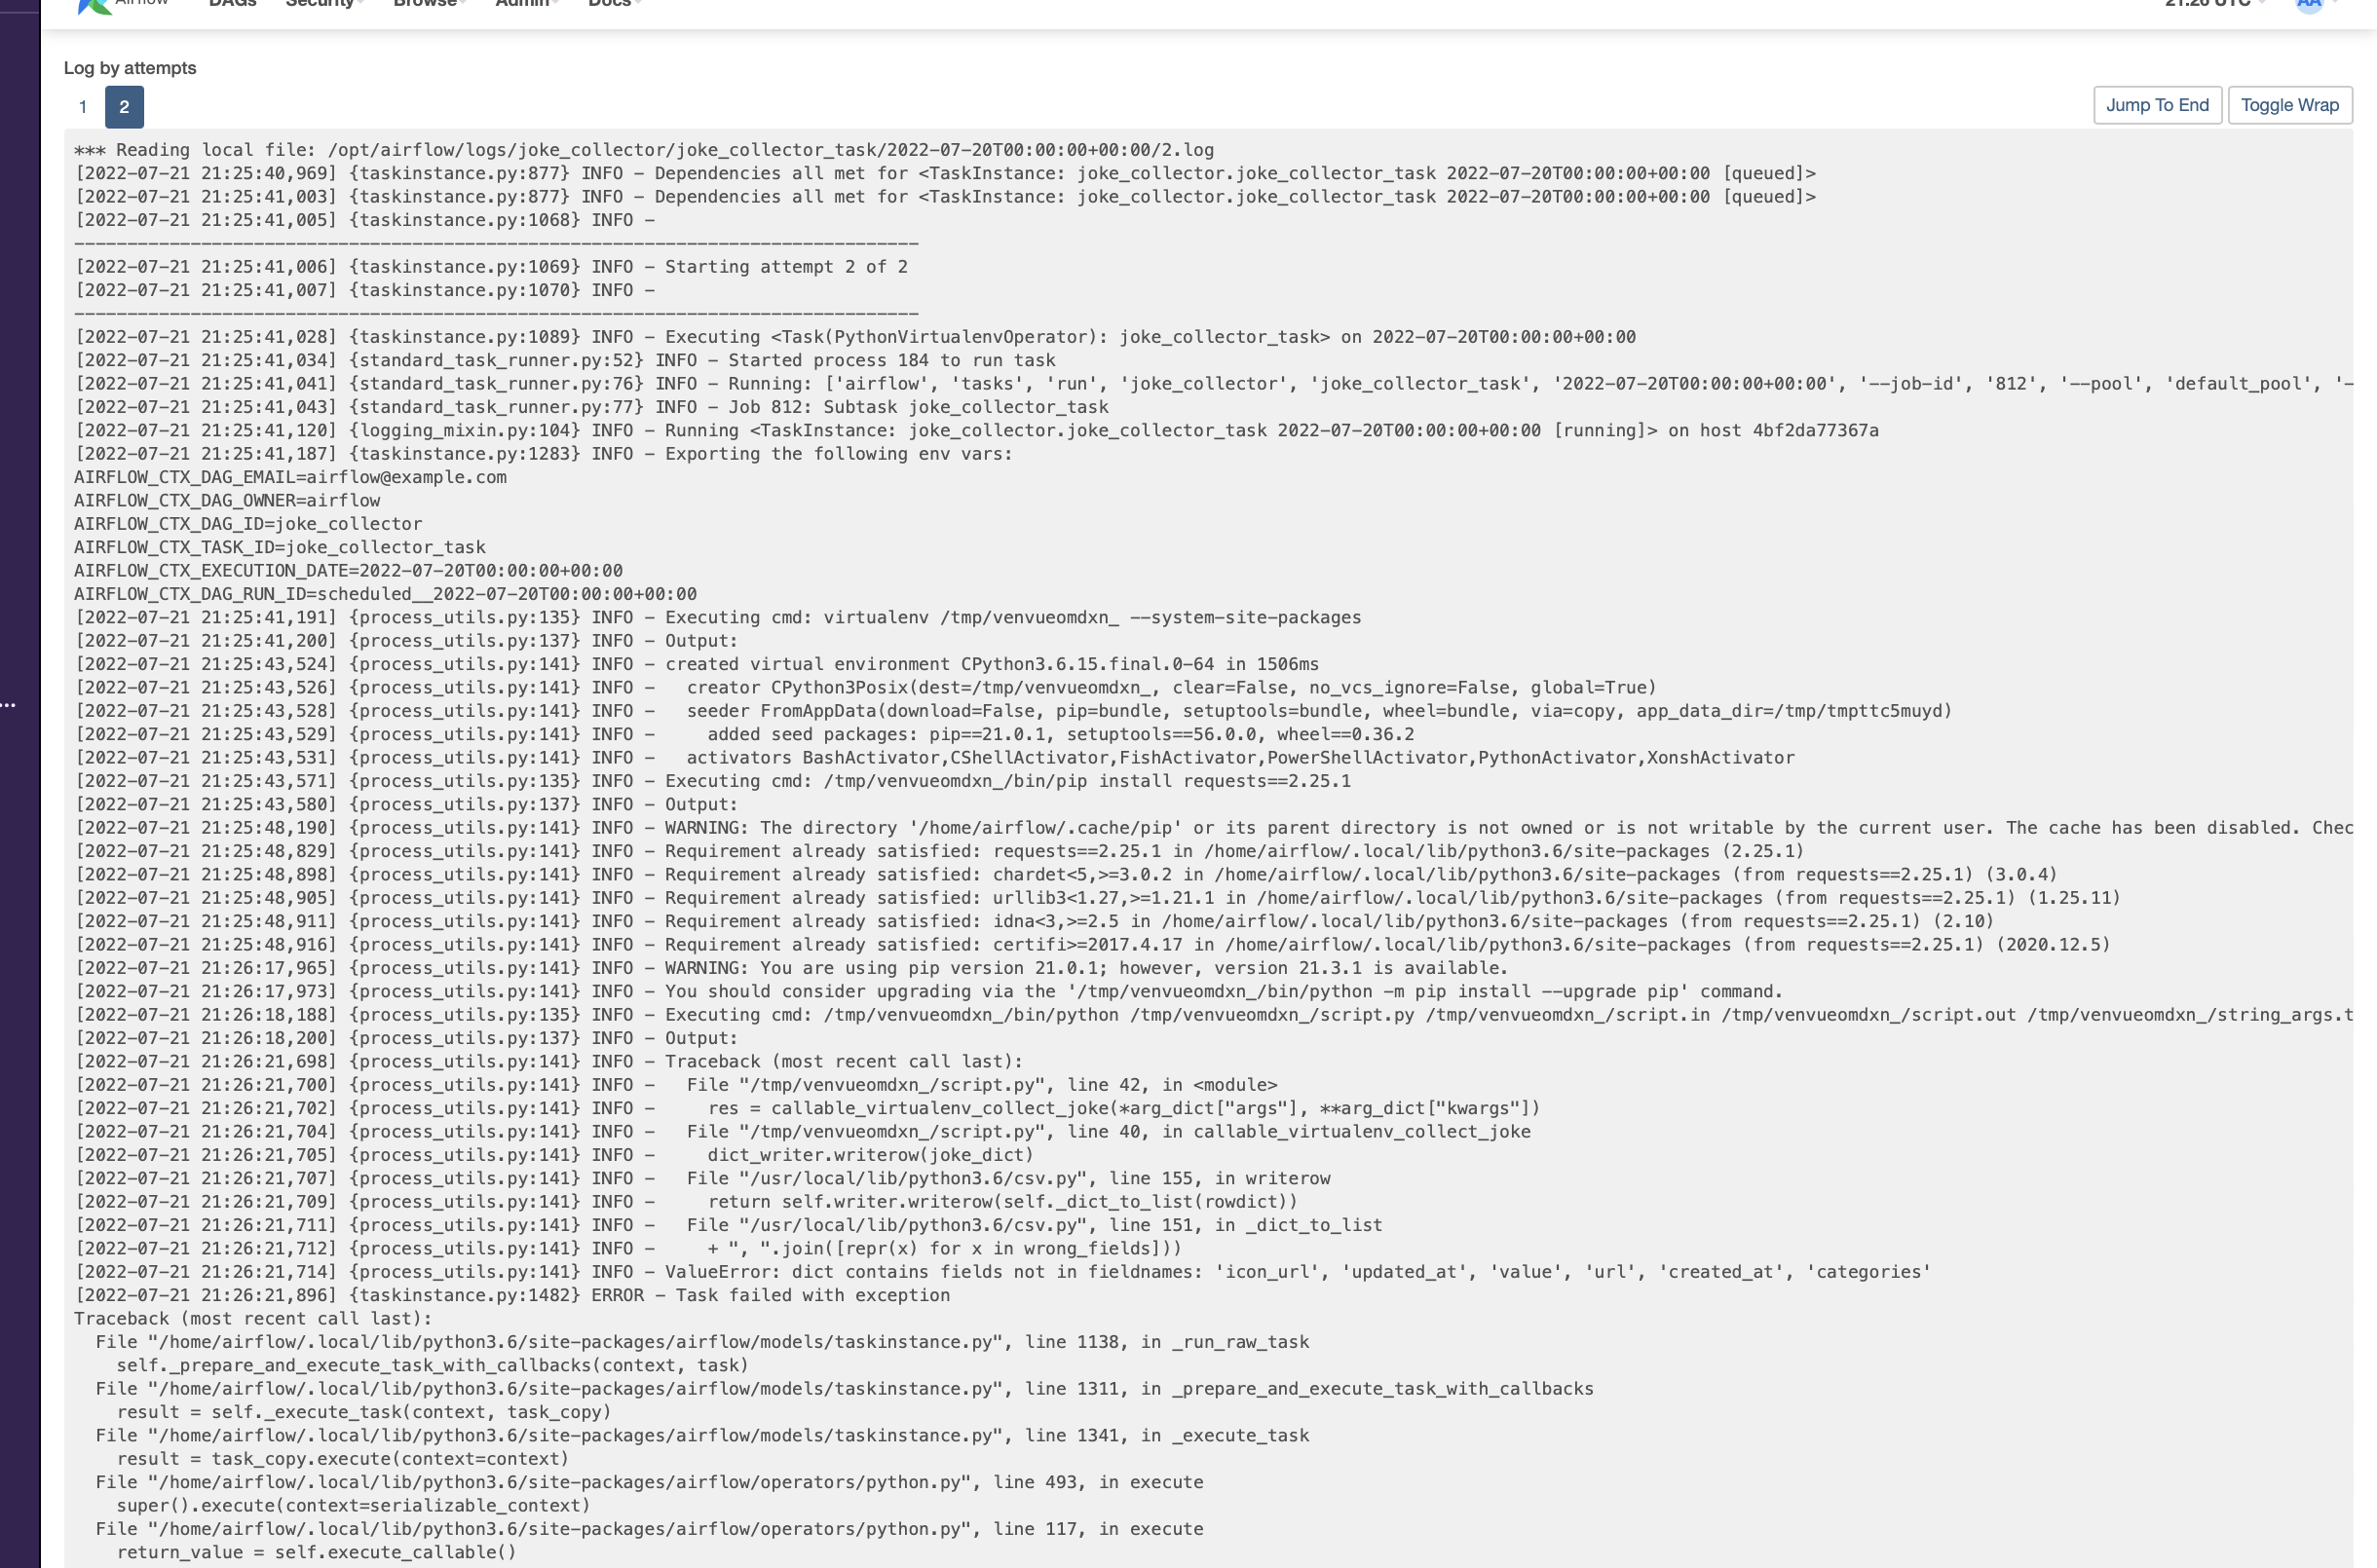 Airflow DAGs Security Browse Admin Docs 21:26 UTC AA
Log by attempts
1 2 Jump To End Toggle Wrap
*** Reading local file: /opt/airflow/logs/joke_collector/joke_collector_task/2022-07-20T00:00:00+00:00/2.log
[2022-07-21 21:25:40,969] {taskinstance.py:877} INFO - Dependencies all met for <TaskInstance: joke_collector.joke_collector_task 2022-07-20T00:00:00+00:00 [queued]>
[2022-07-21 21:25:41,003] {taskinstance.py:877} INFO - Dependencies all met for <TaskInstance: joke_collector.joke_collector_task 2022-07-20T00:00:00+00:00 [queued]>
[2022-07-21 21:25:41,005] {taskinstance.py:1068} INFO -
--------------------------------------------------------------------------------
[2022-07-21 21:25:41,006] {taskinstance.py:1069} INFO - Starting attempt 2 of 2
[2022-07-21 21:25:41,007] {taskinstance.py:1070} INFO -
--------------------------------------------------------------------------------
[2022-07-21 21:25:41,028] {taskinstance.py:1089} INFO - Executing <Task(PythonVirtualenvOperator): joke_collector_task> on 2022-07-20T00:00:00+00:00
[2022-07-21 21:25:41,034] {standard_task_runner.py:52} INFO - Started process 184 to run task
[2022-07-21 21:25:41,041] {standard_task_runner.py:76} INFO - Running: ['airflow', 'tasks', 'run', 'joke_collector', 'joke_collector_task', '2022-07-20T00:00:00+00:00', '--job-id', '812', '--pool', 'default_pool', '-
[2022-07-21 21:25:41,043] {standard_task_runner.py:77} INFO - Job 812: Subtask joke_collector_task
[2022-07-21 21:25:41,120] {logging_mixin.py:104} INFO - Running <TaskInstance: joke_collector.joke_collector_task 2022-07-20T00:00:00+00:00 [running]> on host 4bf2da77367a
[2022-07-21 21:25:41,187] {taskinstance.py:1283} INFO - Exporting the following env vars:
AIRFLOW_CTX_DAG_EMAIL=airflow@example.com
AIRFLOW_CTX_DAG_OWNER=airflow
AIRFLOW_CTX_DAG_ID=joke_collector
AIRFLOW_CTX_TASK_ID=joke_collector_task
AIRFLOW_CTX_EXECUTION_DATE=2022-07-20T00:00:00+00:00
AIRFLOW_CTX_DAG_RUN_ID=scheduled__2022-07-20T00:00:00+00:00
[2022-07-21 21:25:41,191] {process_utils.py:135} INFO - Executing cmd: virtualenv /tmp/venvueomdxn_ --system-site-packages
[2022-07-21 21:25:41,200] {process_utils.py:137} INFO - Output:
[2022-07-21 21:25:43,524] {process_utils.py:141} INFO - created virtual environment CPython3.6.15.final.0-64 in 1506ms
[2022-07-21 21:25:43,526] {process_utils.py:141} INFO -   creator CPython3Posix(dest=/tmp/venvueomdxn_, clear=False, no_vcs_ignore=False, global=True)
[2022-07-21 21:25:43,528] {process_utils.py:141} INFO -   seeder FromAppData(download=False, pip=bundle, setuptools=bundle, wheel=bundle, via=copy, app_data_dir=/tmp/tmpttc5muyd)
[2022-07-21 21:25:43,529] {process_utils.py:141} INFO -     added seed packages: pip==21.0.1, setuptools==56.0.0, wheel==0.36.2
[2022-07-21 21:25:43,531] {process_utils.py:141} INFO -   activators BashActivator,CShellActivator,FishActivator,PowerShellActivator,PythonActivator,XonshActivator
[2022-07-21 21:25:43,571] {process_utils.py:135} INFO - Executing cmd: /tmp/venvueomdxn_/bin/pip install requests==2.25.1
[2022-07-21 21:25:43,580] {process_utils.py:137} INFO - Output:
[2022-07-21 21:25:48,190] {process_utils.py:141} INFO - WARNING: The directory '/home/airflow/.cache/pip' or its parent directory is not owned or is not writable by the current user. The cache has been disabled. Chec
[2022-07-21 21:25:48,829] {process_utils.py:141} INFO - Requirement already satisfied: requests==2.25.1 in /home/airflow/.local/lib/python3.6/site-packages (2.25.1)
[2022-07-21 21:25:48,898] {process_utils.py:141} INFO - Requirement already satisfied: chardet<5,>=3.0.2 in /home/airflow/.local/lib/python3.6/site-packages (from requests==2.25.1) (3.0.4)
[2022-07-21 21:25:48,905] {process_utils.py:141} INFO - Requirement already satisfied: urllib3<1.27,>=1.21.1 in /home/airflow/.local/lib/python3.6/site-packages (from requests==2.25.1) (1.25.11)
[2022-07-21 21:25:48,911] {process_utils.py:141} INFO - Requirement already satisfied: idna<3,>=2.5 in /home/airflow/.local/lib/python3.6/site-packages (from requests==2.25.1) (2.10)
[2022-07-21 21:25:48,916] {process_utils.py:141} INFO - Requirement already satisfied: certifi>=2017.4.17 in /home/airflow/.local/lib/python3.6/site-packages (from requests==2.25.1) (2020.12.5)
[2022-07-21 21:26:17,965] {process_utils.py:141} INFO - WARNING: You are using pip version 21.0.1; however, version 21.3.1 is available.
[2022-07-21 21:26:17,973] {process_utils.py:141} INFO - You should consider upgrading via the '/tmp/venvueomdxn_/bin/python -m pip install --upgrade pip' command.
[2022-07-21 21:26:18,188] {process_utils.py:135} INFO - Executing cmd: /tmp/venvueomdxn_/bin/python /tmp/venvueomdxn_/script.py /tmp/venvueomdxn_/script.in /tmp/venvueomdxn_/script.out /tmp/venvueomdxn_/string_args.t
[2022-07-21 21:26:18,200] {process_utils.py:137} INFO - Output:
[2022-07-21 21:26:21,698] {process_utils.py:141} INFO - Traceback (most recent call last):
[2022-07-21 21:26:21,700] {process_utils.py:141} INFO -   File "/tmp/venvueomdxn_/script.py", line 42, in <module>
[2022-07-21 21:26:21,702] {process_utils.py:141} INFO -     res = callable_virtualenv_collect_joke(*arg_dict["args"], **arg_dict["kwargs"])
[2022-07-21 21:26:21,704] {process_utils.py:141} INFO -   File "/tmp/venvueomdxn_/script.py", line 40, in callable_virtualenv_collect_joke
[2022-07-21 21:26:21,705] {process_utils.py:141} INFO -     dict_writer.writerow(joke_dict)
[2022-07-21 21:26:21,707] {process_utils.py:141} INFO -   File "/usr/local/lib/python3.6/csv.py", line 155, in writerow
[2022-07-21 21:26:21,709] {process_utils.py:141} INFO -     return self.writer.writerow(self._dict_to_list(rowdict))
[2022-07-21 21:26:21,711] {process_utils.py:141} INFO -   File "/usr/local/lib/python3.6/csv.py", line 151, in _dict_to_list
[2022-07-21 21:26:21,712] {process_utils.py:141} INFO -     + ", ".join([repr(x) for x in wrong_fields]))
[2022-07-21 21:26:21,714] {process_utils.py:141} INFO - ValueError: dict contains fields not in fieldnames: 'icon_url', 'updated_at', 'value', 'url', 'created_at', 'categories'
[2022-07-21 21:26:21,896] {taskinstance.py:1482} ERROR - Task failed with exception
Traceback (most recent call last):
  File "/home/airflow/.local/lib/python3.6/site-packages/airflow/models/taskinstance.py", line 1138, in _run_raw_task
    self._prepare_and_execute_task_with_callbacks(context, task)
  File "/home/airflow/.local/lib/python3.6/site-packages/airflow/models/taskinstance.py", line 1311, in _prepare_and_execute_task_with_callbacks
    result = self._execute_task(context, task_copy)
  File "/home/airflow/.local/lib/python3.6/site-packages/airflow/models/taskinstance.py", line 1341, in _execute_task
    result = task_copy.execute(context=context)
  File "/home/airflow/.local/lib/python3.6/site-packages/airflow/operators/python.py", line 493, in execute
    super().execute(context=serializable_context)
  File "/home/airflow/.local/lib/python3.6/site-packages/airflow/operators/python.py", line 117, in execute
    return_value = self.execute_callable()